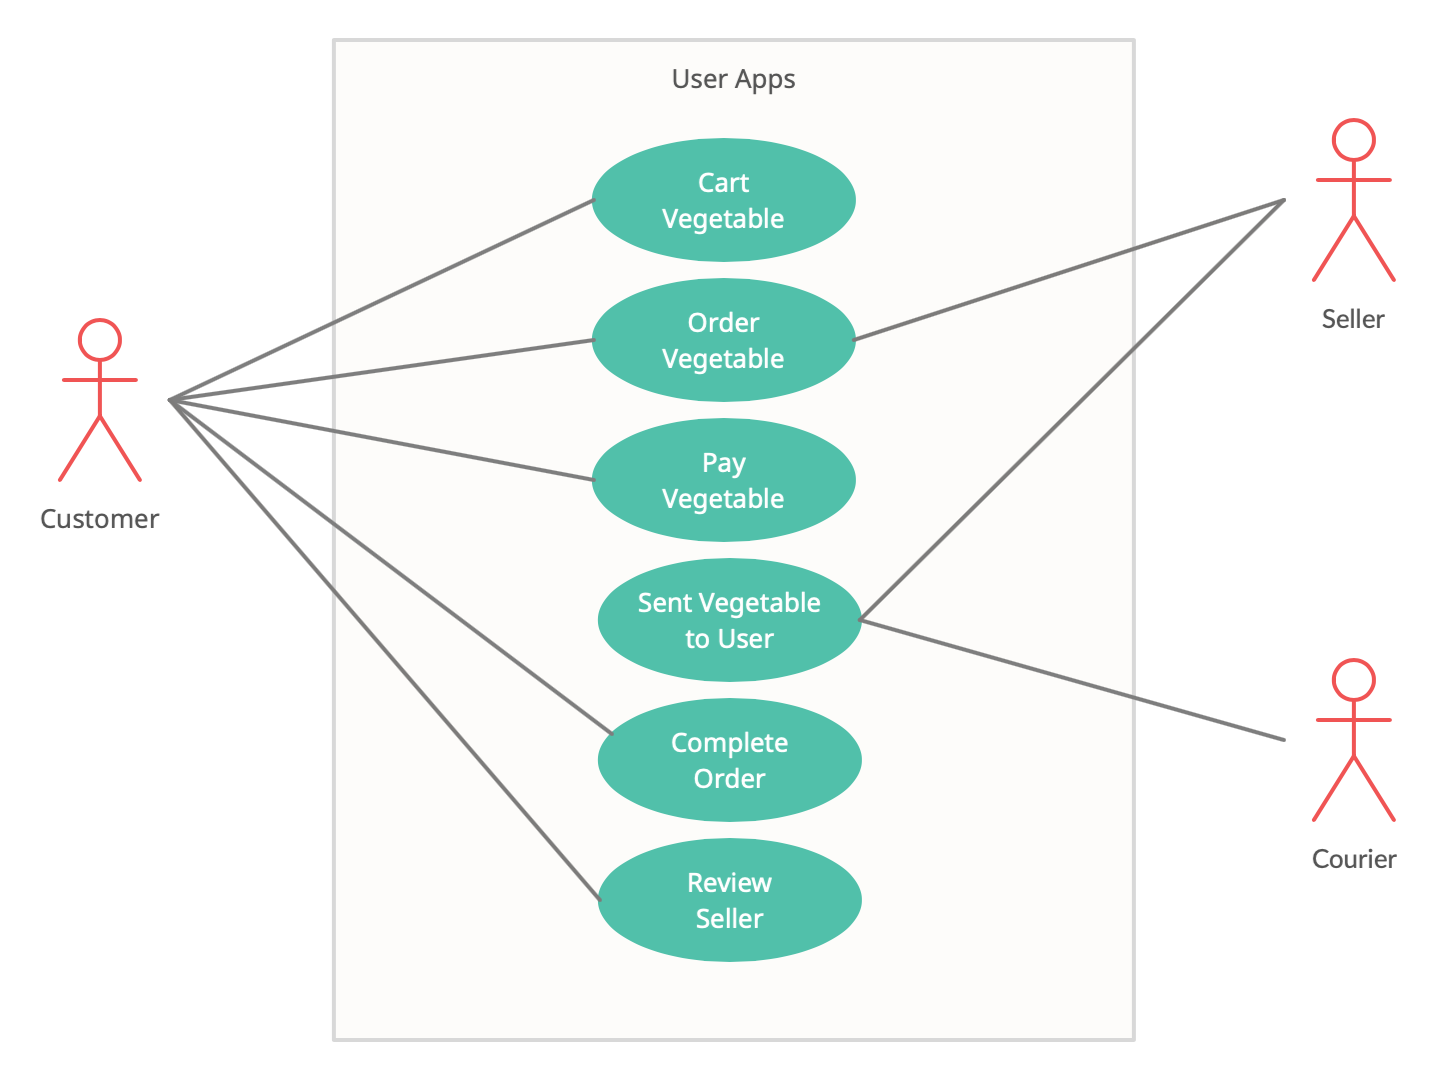 User Apps
Cart
Vegetable
Order
Vegetable
Pay
Vegetable
Sent Vegetable
to User
Complete
Order
Review
Seller
Customer
Seller
Courier